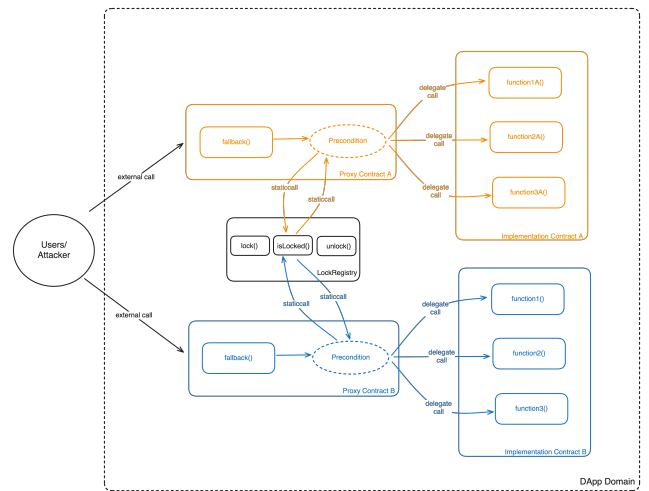 function1A()
delegate
call
function2A()
delegate
call
fallback()
Precondition
external call
Proxy Contract A
delegate
call
function3A()
staticcall
staticcall
Implementation Contract A
Users/
Attacker
lock()
isLocked()
unlock()
LockRegistry
staticcall
staticcall
function1()
delegate
call
external call
fallback()
Precondition
function2()
delegate
call
Proxy Contract B
delegate
call
function3()
Implementation Contract B
DApp Domain